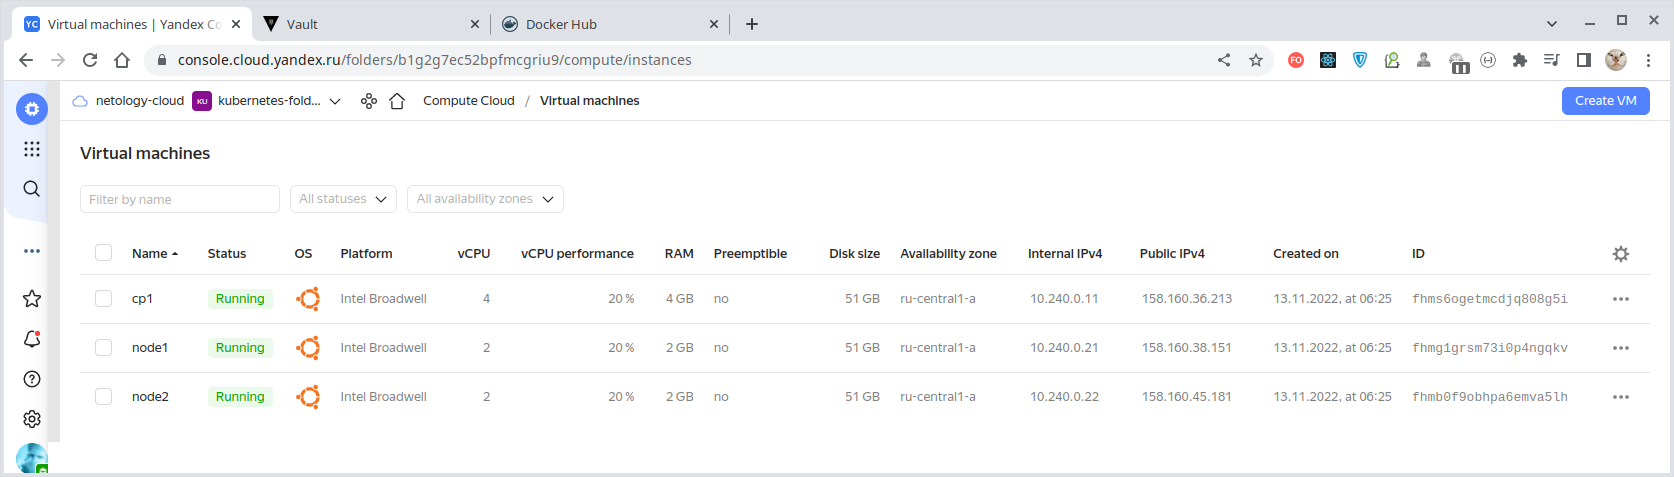 Virtual machines | Yandex Co
Vault
Docker Hub
console.cloud.yandex.ru/folders/b1g2g7ec52bpfmcgriu9/compute/instances
netology-cloud KU kubernetes-fold... Compute Cloud / Virtual machines Create VM
Virtual machines
Filter by name All statuses All availability zones
Name Status OS Platform vCPU vCPU performance RAM Preemptible Disk size Availability zone Internal IPv4 Public IPv4 Created on ID
cp1 Running Intel Broadwell 4 20 % 4 GB no 51 GB ru-central1-a 10.240.0.11 158.160.36.213 13.11.2022, at 06:25 fhms6ogetmcdjq808g5i
node1 Running Intel Broadwell 2 20 % 2 GB no 51 GB ru-central1-a 10.240.0.21 158.160.38.151 13.11.2022, at 06:25 fhmg1grsm73i0p4ngqkv
node2 Running Intel Broadwell 2 20 % 2 GB no 51 GB ru-central1-a 10.240.0.22 158.160.45.181 13.11.2022, at 06:25 fhmb0f9obhpa6emva5lh